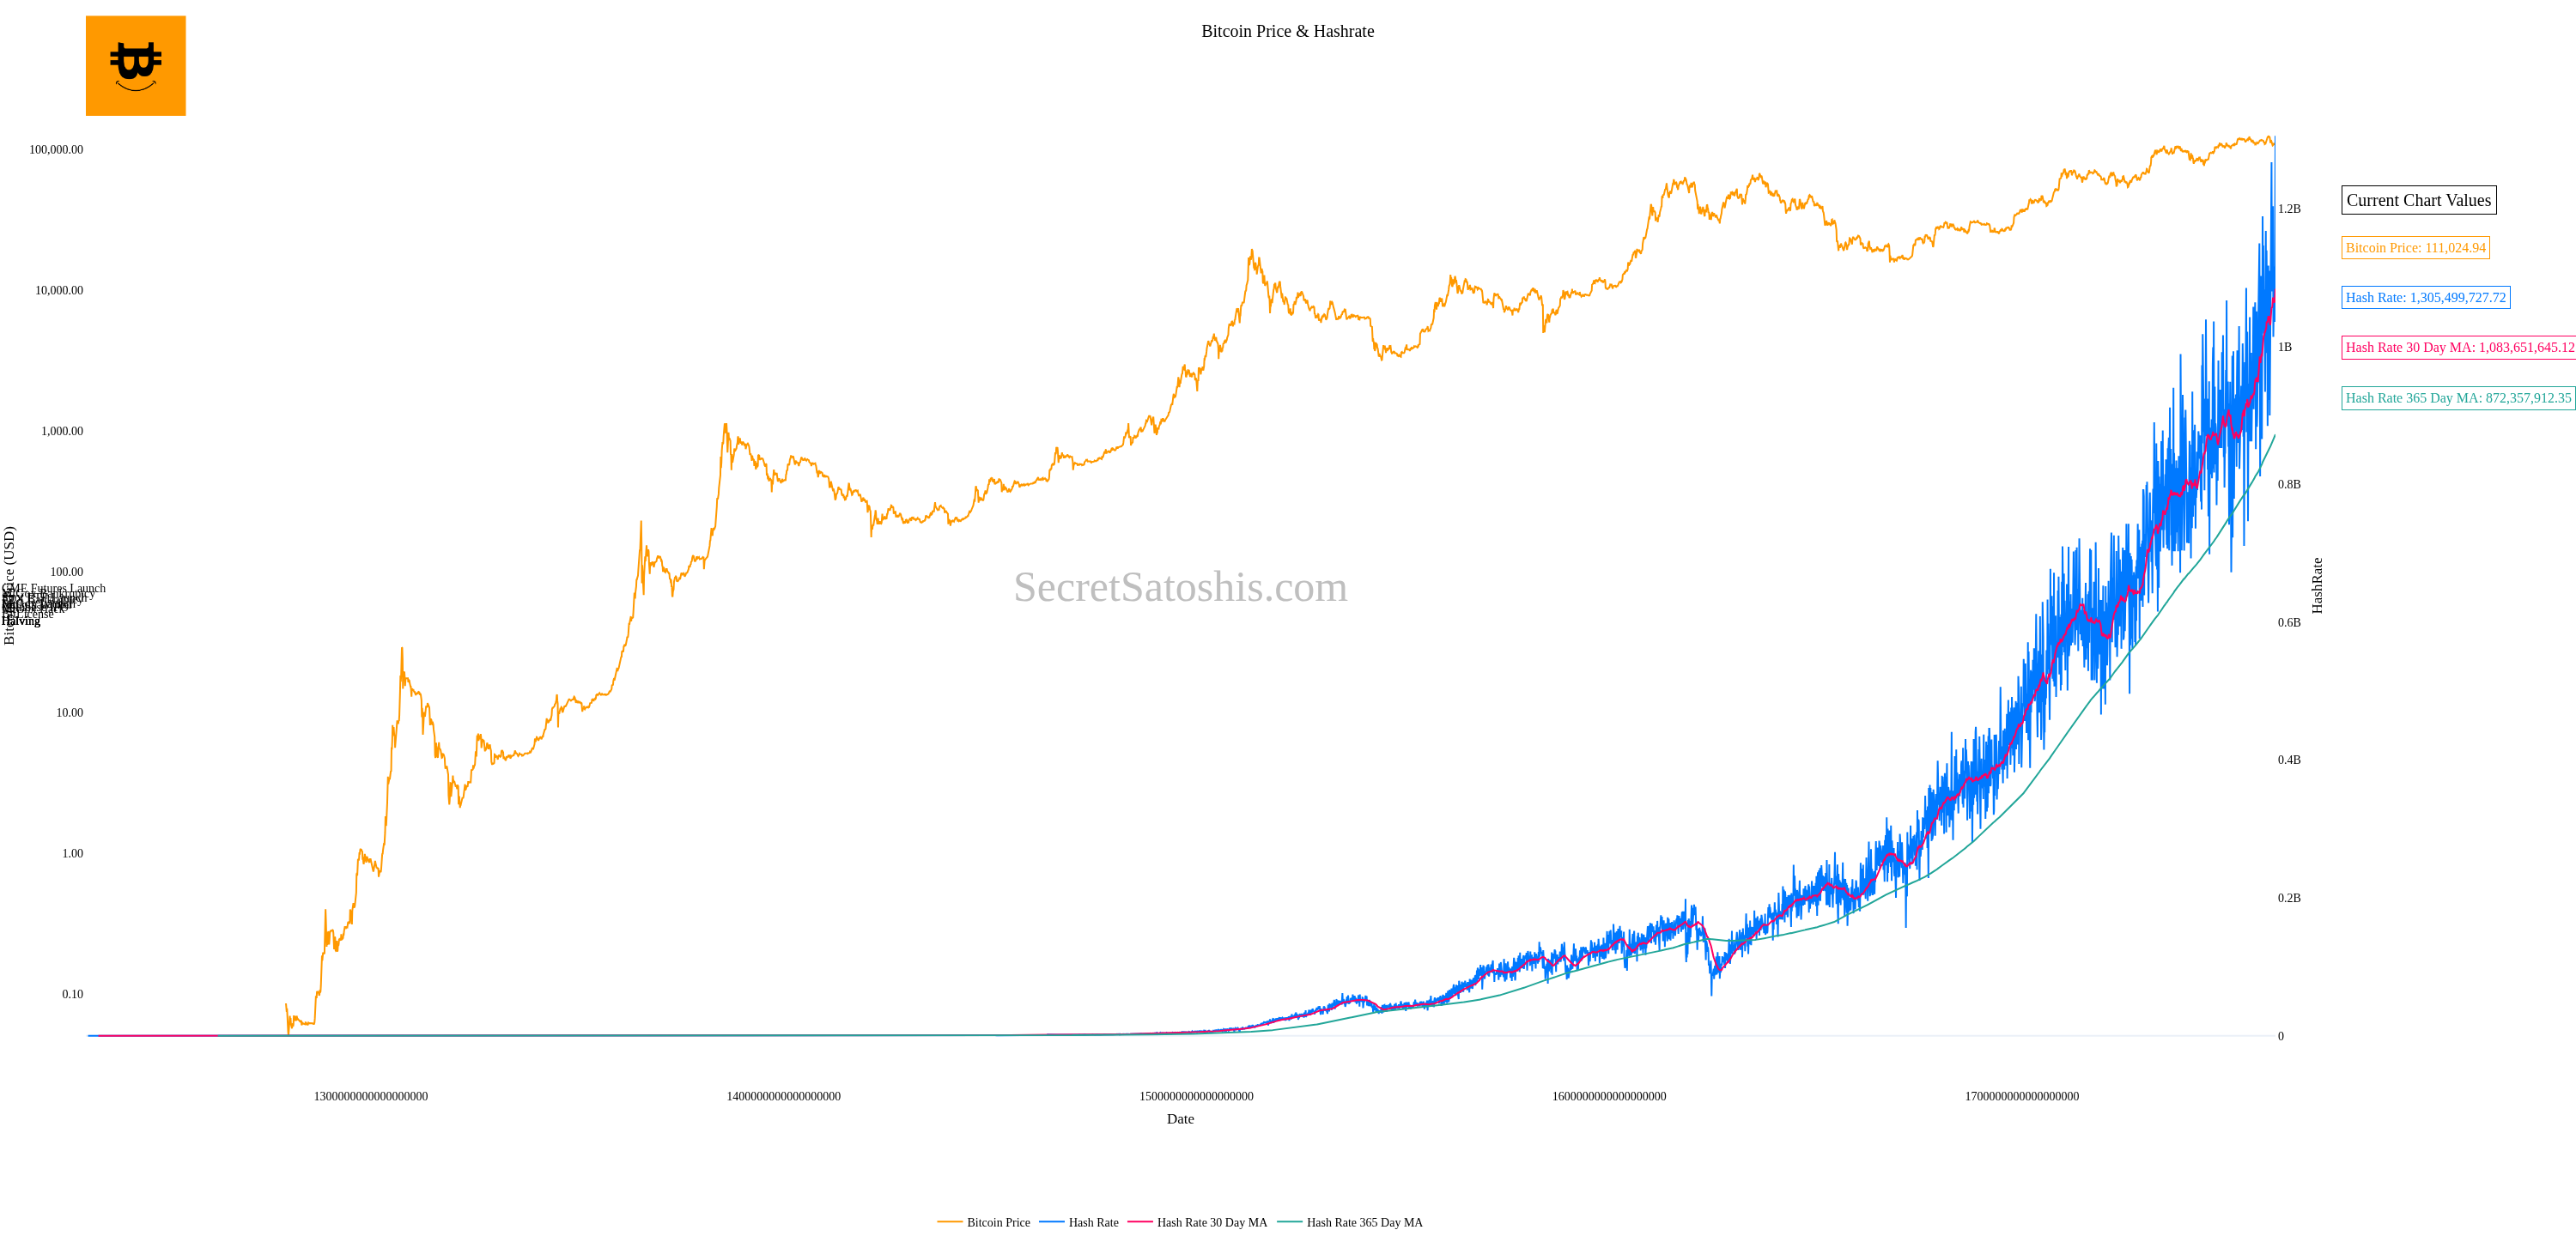 Bitcoin Price & Hashrate
100,000.00
10,000.00
1,000.00
100.00
10.00
1.00
0.10
Bitcoin Price (USD)
CME Futures Launch
Halving
SecretSatoshis.com
1.2B
1B
0.8B
0.6B
0.4B
0.2B
0
HashRate
Current Chart Values
Bitcoin Price: 111,024.94
Hash Rate: 1,305,499,727.72
Hash Rate 30 Day MA: 1,083,651,645.12
Hash Rate 365 Day MA: 872,357,912.35
1300000000000000000
1400000000000000000
1500000000000000000
1600000000000000000
1700000000000000000
Date
Bitcoin Price
Hash Rate
Hash Rate 30 Day MA
Hash Rate 365 Day MA